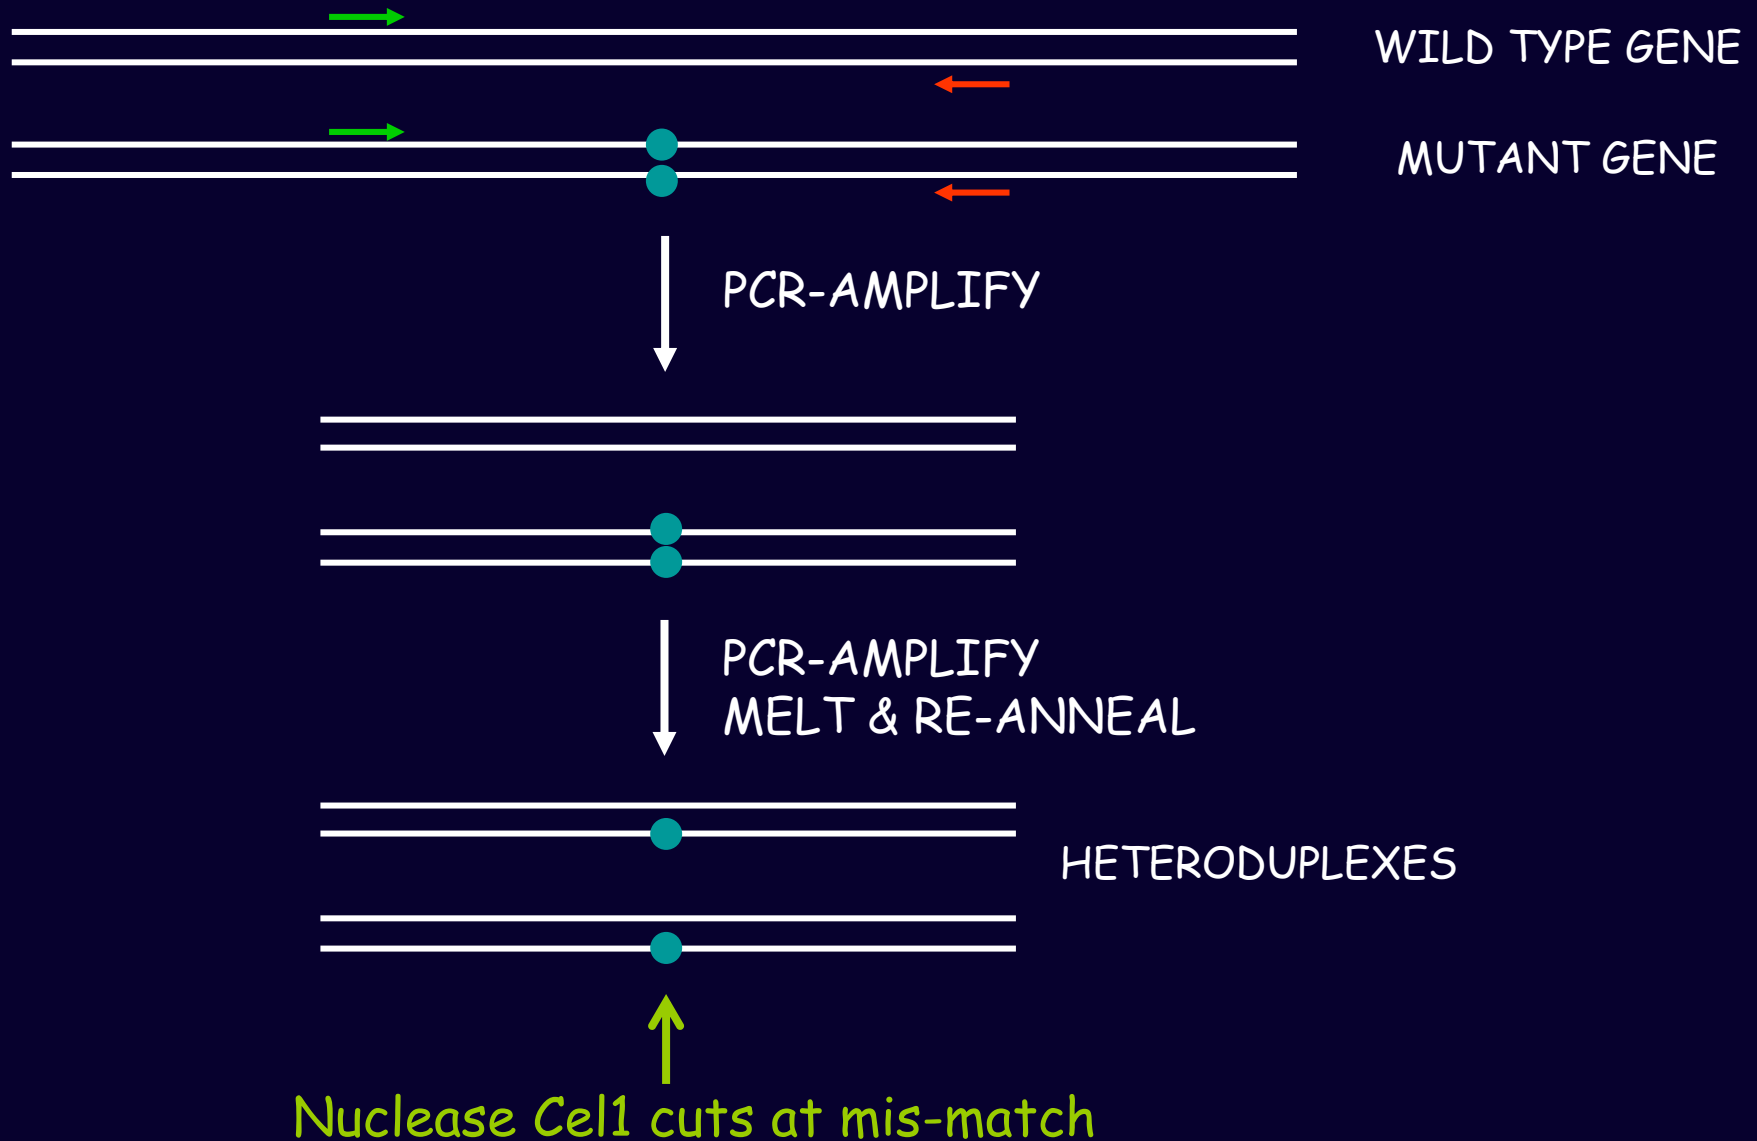 WILD TYPE GENE
MUTANT GENE
PCR-AMPLIFY
PCR-AMPLIFY
MELT & RE-ANNEAL
HETERODUPLEXES
Nuclease Cel1 cuts at mis-match